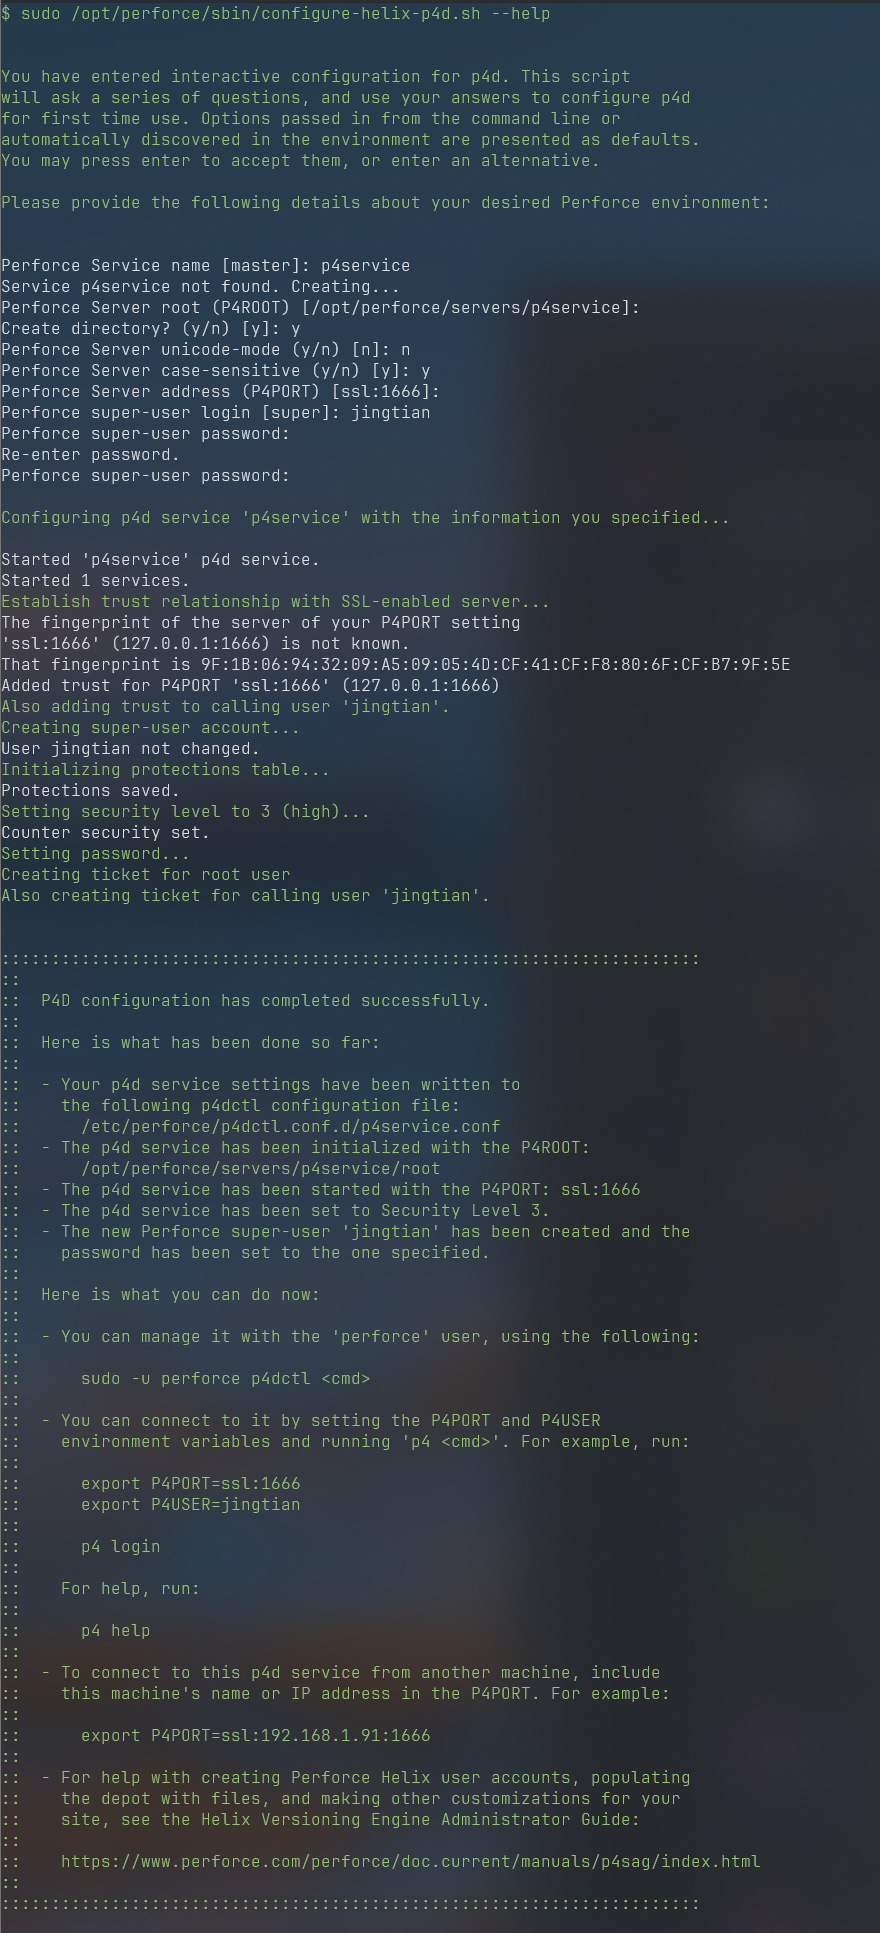 $ sudo /opt/perforce/sbin/configure-helix-p4d.sh --help
You have entered interactive configuration for p4d. This script
will ask a series of questions, and use your answers to configure p4d
for first time use. Options passed in from the command line or
automatically discovered in the environment are presented as defaults.
You may press enter to accept them, or enter an alternative.
Please provide the following details about your desired Perforce environment:
Perforce Service name [master]: p4service
Service p4service not found. Creating...
Perforce Server root (P4ROOT) [/opt/perforce/servers/p4service]:
Create directory? (y/n) [y]: y
Perforce Server unicode-mode (y/n) [n]: n
Perforce Server case-sensitive (y/n) [y]: y
Perforce Server address (P4PORT) [ssl:1666]:
Perforce super-user login [super]: jingtian
Perforce super-user password:
Re-enter password.
Perforce super-user password:
Configuring p4d service 'p4service' with the information you specified...
Started 'p4service' p4d service.
Started 1 services.
Establish trust relationship with SSL-enabled server...
The fingerprint of the server of your P4PORT setting
'ssl:1666' (127.0.0.1:1666) is not known.
That fingerprint is 9F:1B:06:94:32:09:A5:09:05:4D:CF:41:CF:F8:80:6F:CF:B7:9F:5E
Added trust for P4PORT 'ssl:1666' (127.0.0.1:1666)
Also adding trust to calling user 'jingtian'.
Creating super-user account...
User jingtian not changed.
Initializing protections table...
Protections saved.
Setting security level to 3 (high)...
Counter security set.
Setting password...
Creating ticket for root user
Also creating ticket for calling user 'jingtian'.
::::::::::::::::::::::::::::::::::::::::::::::::::::::::::::::::::::::
::
::  P4D configuration has completed successfully.
::
::  Here is what has been done so far:
::
::  - Your p4d service settings have been written to
::    the following p4dctl configuration file:
::      /etc/perforce/p4dctl.conf.d/p4service.conf
::  - The p4d service has been initialized with the P4ROOT:
::      /opt/perforce/servers/p4service/root
::  - The p4d service has been started with the P4PORT: ssl:1666
::  - The p4d service has been set to Security Level 3.
::  - The new Perforce super-user 'jingtian' has been created and the
::    password has been set to the one specified.
::
::  Here is what you can do now:
::
::  - You can manage it with the 'perforce' user, using the following:
::
::      sudo -u perforce p4dctl <cmd>
::
::  - You can connect to it by setting the P4PORT and P4USER
::    environment variables and running 'p4 <cmd>'. For example, run:
::
::      export P4PORT=ssl:1666
::      export P4USER=jingtian
::
::      p4 login
::
::    For help, run:
::
::      p4 help
::
::  - To connect to this p4d service from another machine, include
::    this machine's name or IP address in the P4PORT. For example:
::
::      export P4PORT=ssl:192.168.1.91:1666
::
::  - For help with creating Perforce Helix user accounts, populating
::    the depot with files, and making other customizations for your
::    site, see the Helix Versioning Engine Administrator Guide:
::
::    https://www.perforce.com/perforce/doc.current/manuals/p4sag/index.html
::
::::::::::::::::::::::::::::::::::::::::::::::::::::::::::::::::::::::